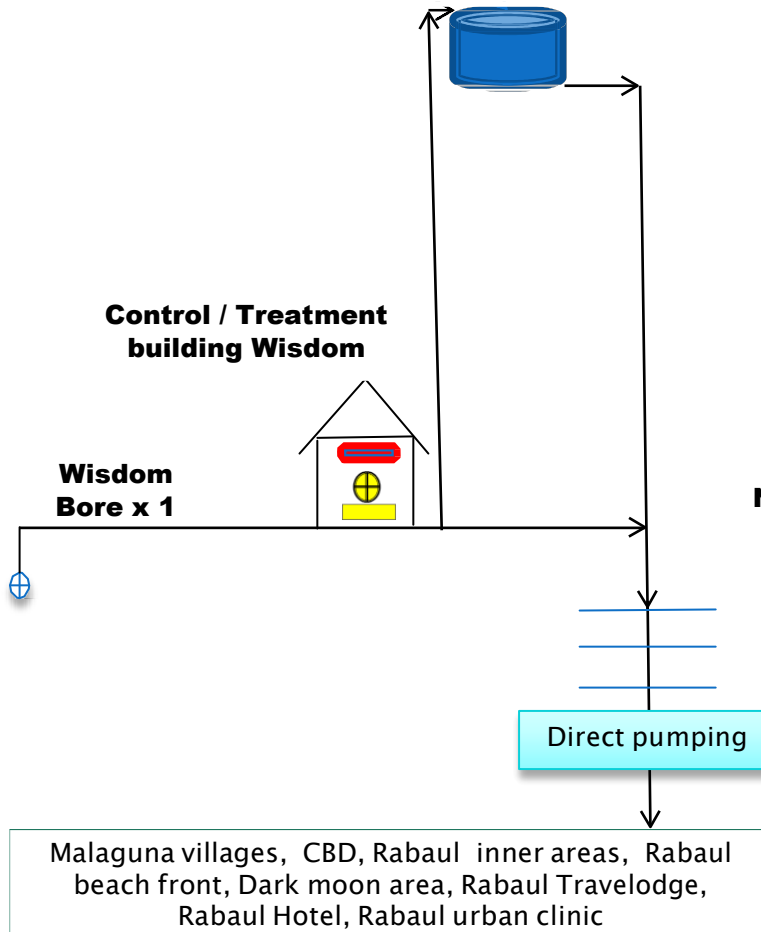 Control / Treatment
building Wisdom
Wisdom
Bore x 1
Direct pumping
Malaguna villages, CBD, Rabaul inner areas, Rabaul
beach front, Dark moon area, Rabaul Travelodge,
Rabaul Hotel, Rabaul urban clinic